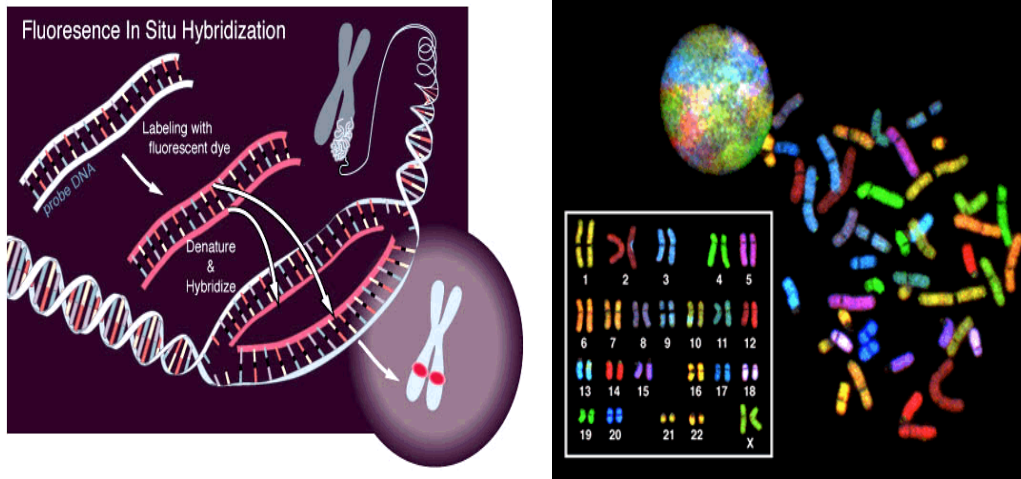 Fluoresence In Situ Hybridization
Labeling with
fluorescent dye
probe DNA
Denature
&
Hybridize
1 2 3 4 5
6 7 8 9 10 11 12
13 14 15 16 17 18
19 20 21 22 X